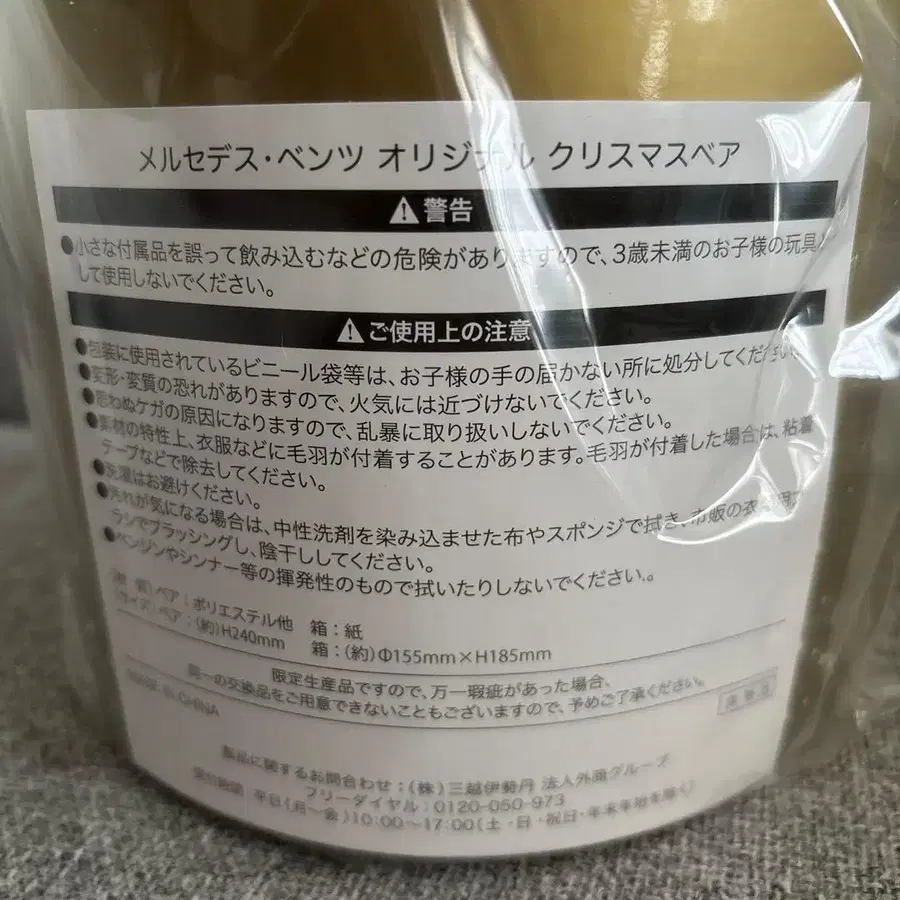 メルセデス・ベンツ オリジナル クリスマスベア
⚠警告
●小さな付属品を誤って飲み込むなどの危険がありますので、3歳未満のお子様の玩具と
して使用しないでください。
⚠ご使用上の注意
●包装に使用されているビニール袋等は、お子様の手の届かない所に処分してください。
●変形・変質の恐れがありますので、火気には近づけないでください。
●思わぬケガの原因になりますので、乱暴に取り扱いしないでください。
●素材の特性上、衣服などに毛羽が付着することがあります。毛羽が付着した場合は、粘着
テープなどで除去してください。
●洗濯はお避けください。
●汚れが気になる場合は、中性洗剤を染み込ませた布やスポンジで拭き、市販の衣
ラシでブラッシングし、陰干ししてください。
●ベンジンやシンナー等の揮発性のもので拭いたりしないでください。
(材 質)ベア：ポリエステル他 箱：紙
(サイズ)ベア：(約)H240mm 箱：(約)Φ155mm×H185mm
限定生産品ですので、万一瑕疵があった場合、
同一の交換品をご用意できないこともございますので、予めご了承ください。
MADE IN CHINA 非売品
製品に関するお問合わせ：(株)三越伊勢丹 法人外商グループ
フリーダイヤル：0120-050-973
受付時間 平日(月～金)10:00～17:00(土・日・祝日・年末年始を除く)